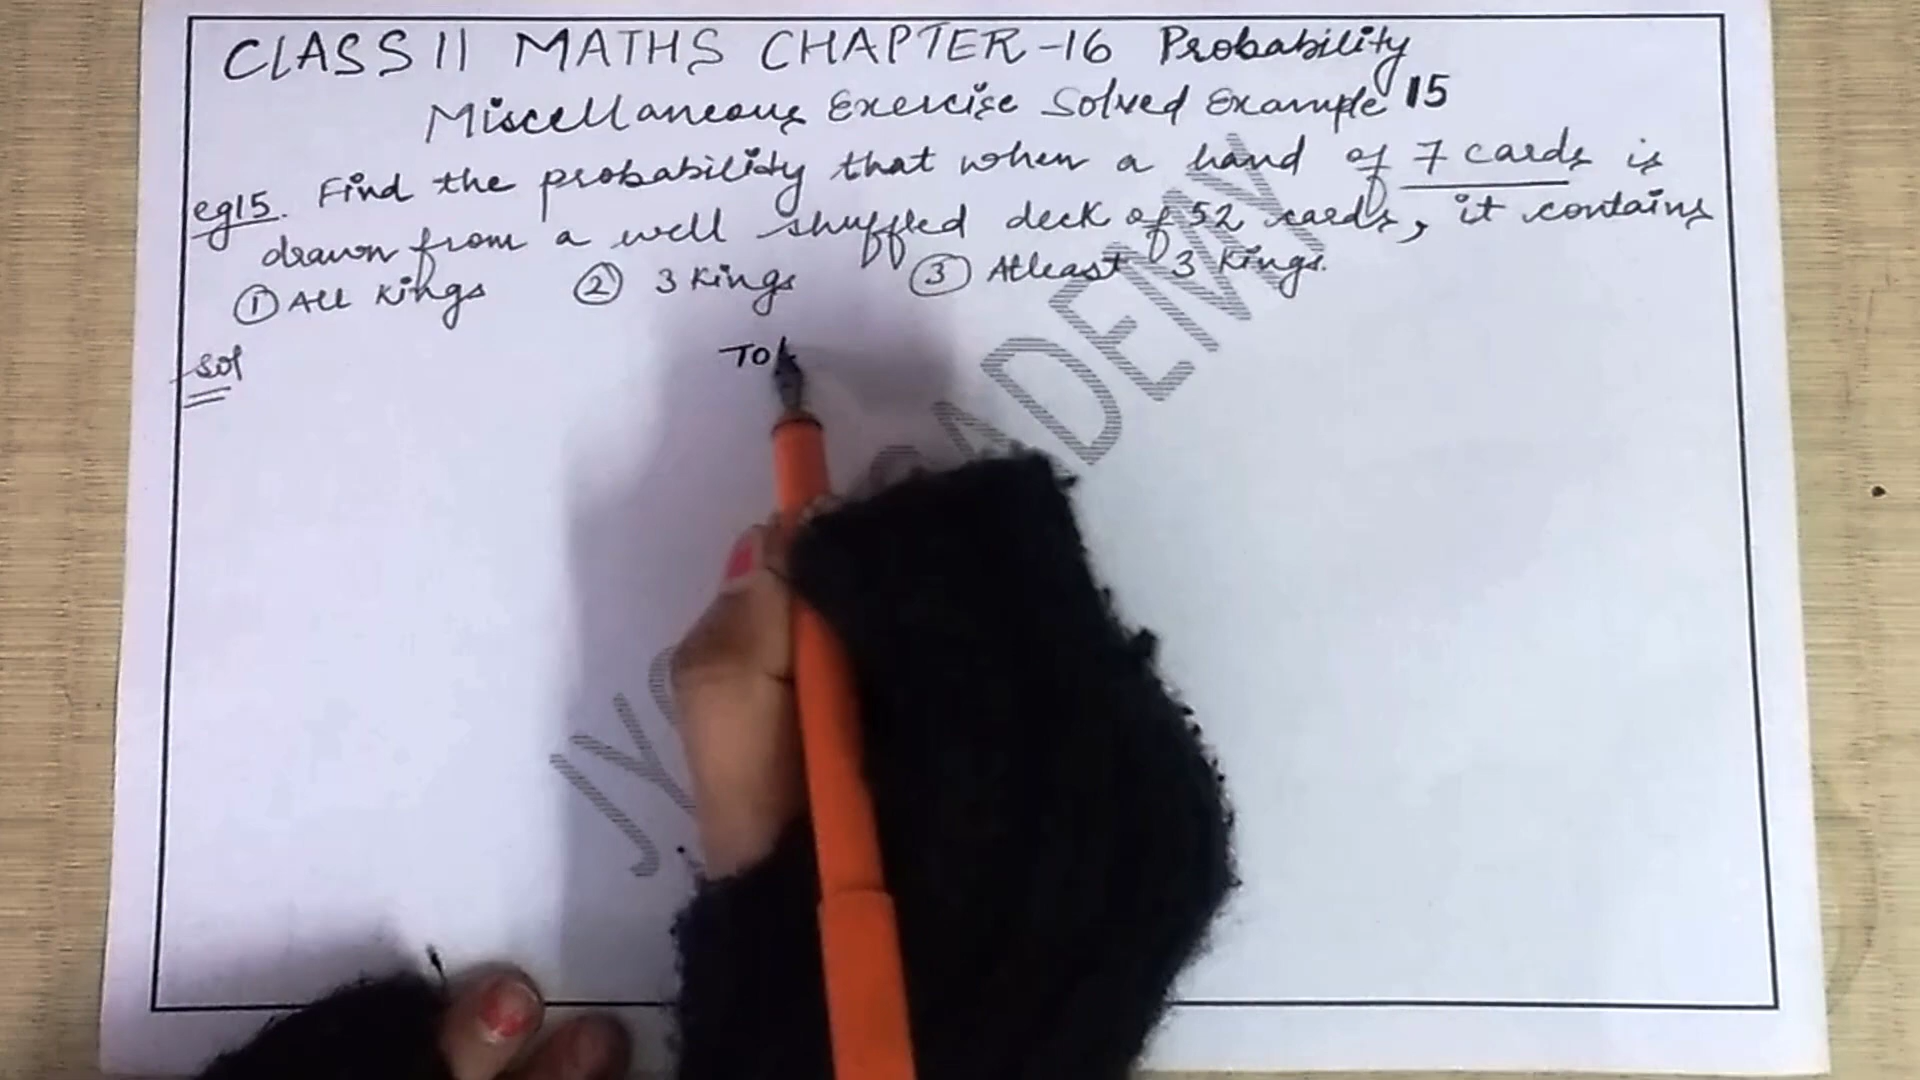 CLASS 11 MATHS CHAPTER-16 Probability
Miscellaneous Exercise Solved Example 15
eg15. Find the probability that when a hand of 7 cards is
drawn from a well shuffled deck of 52 cards, it contains
① All Kings ② 3 Kings ③ Atleast 3 Kings.
Sol
TO
ACADEMY